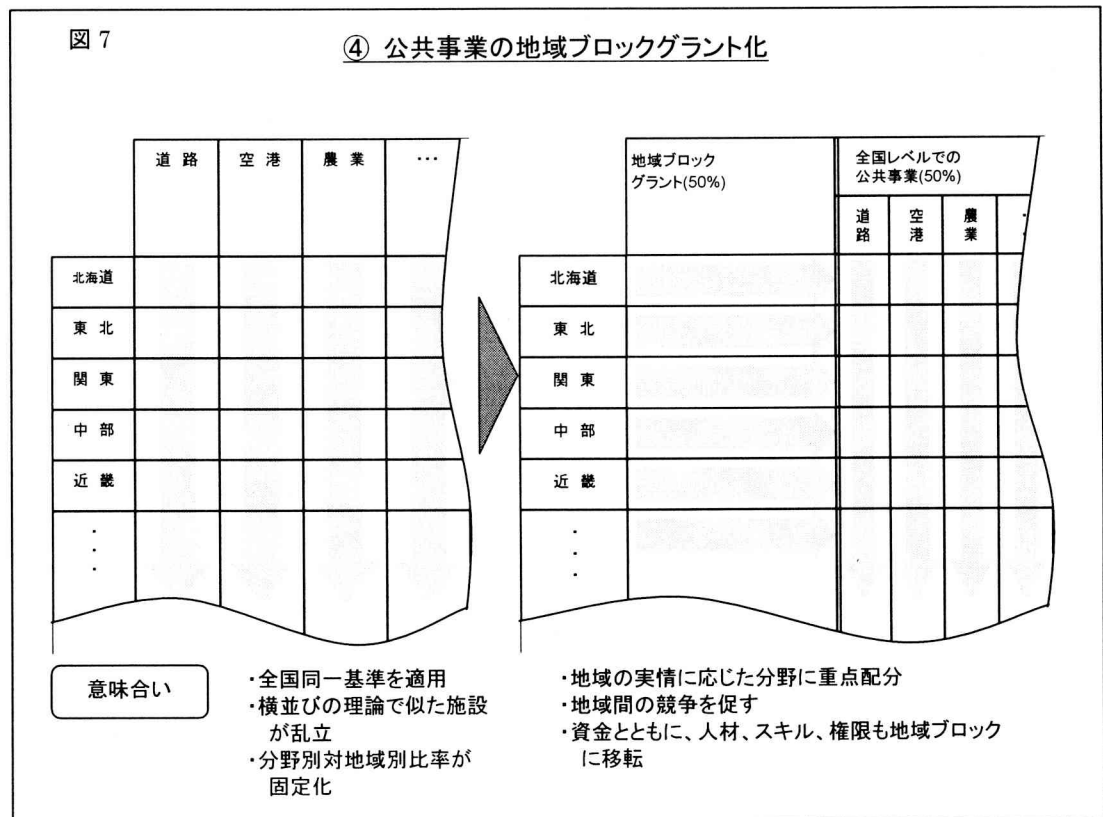 図 7
④ 公共事業の地域ブロックグラント化
道 路 空 港 農 業 …
北海道
東 北
関 東
中 部
近 畿
・
・
・
地域ブロック
グラント(50%)
全国レベルでの
公共事業(50%)
道路 空港 農業 ・
北海道
東 北
関 東
中 部
近 畿
・
・
・
意味合い
・全国同一基準を適用
・横並びの理論で似た施設
が乱立
・分野別対地域別比率が
固定化
・地域の実情に応じた分野に重点配分
・地域間の競争を促す
・資金とともに、人材、スキル、権限も地域ブロック
に移転